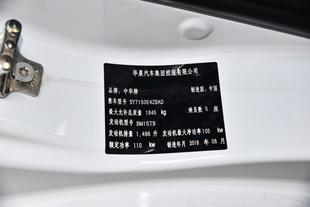 华晨汽车集团控股有限公司
品牌：中华牌 制造国：中国
整车型号 SY7150E4ZBAD
最大允许总质量 1845 kg 乘员数 5 座
发动机型号 BM15TB
发动机排量 1,498 升 发动机最大净功率 105 kw
额定功率 110 kw 制造年月 2018 年 08 月